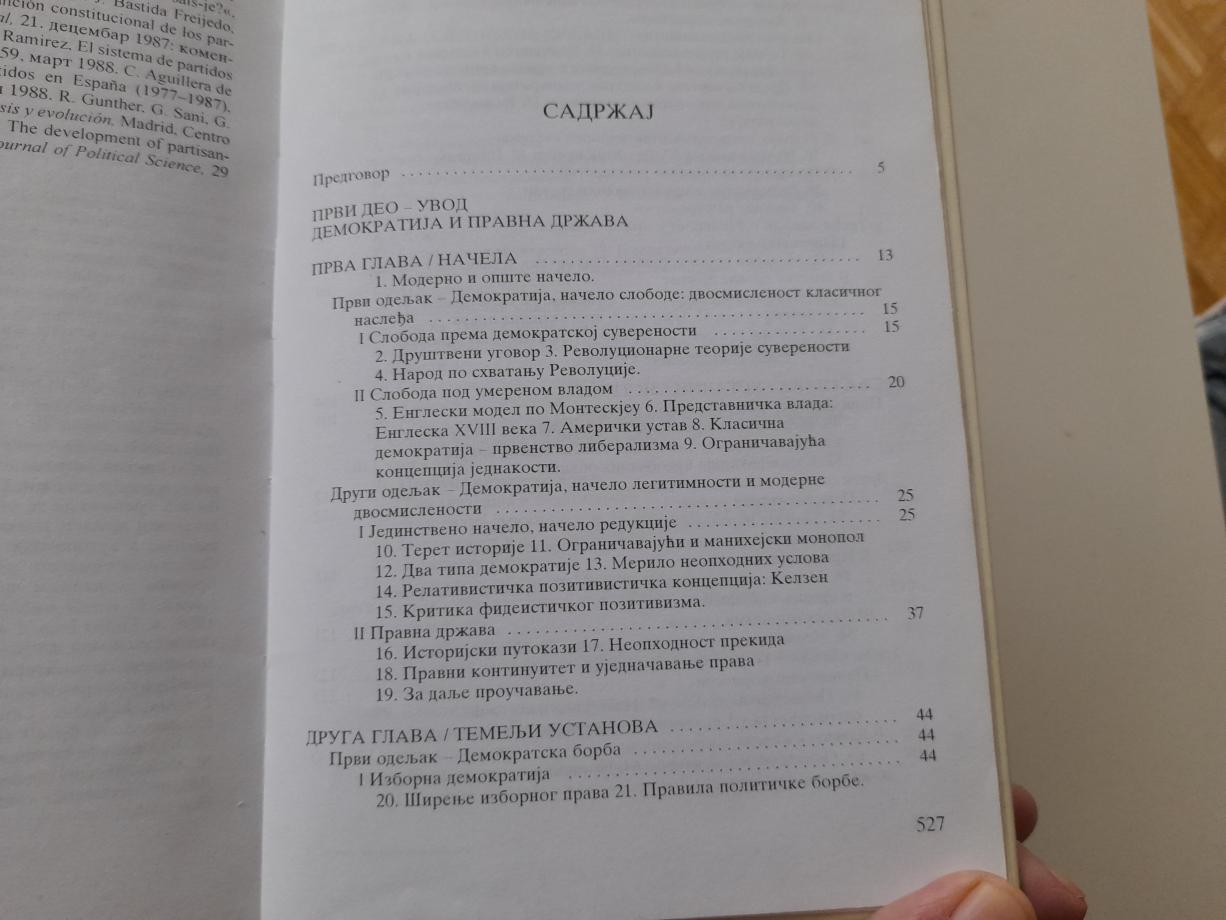 Bastida Freijedo,
constitucional de los par-
21. децембар 1987: комен-
Ramirez, El sistema de partidos
59, март 1988. C. Aguillera de
en España (1977–1987),
1988. R. Gunther, G. Sani, G.
y evolución, Madrid, Centro
The development of partisan-
of Political Science, 29
САДРЖАЈ
Предговор . . . . . . . . . . . . . . . . . . . . . . . . . . . . . . 5
ПРВИ ДЕО – УВОД
ДЕМОКРАТИЈА И ПРАВНА ДРЖАВА
ПРВА ГЛАВА / НАЧЕЛА . . . . . . . . . . . . . . . . . . . . 13
1. Модерно и опште начело.
Први одељак – Демократија, начело слободе: двосмисленост класичног
наслеђа . . . . . . . . . . . . . . . . . . . . . . . . . . . . 15
I Слобода према демократској суверености . . . . . . . . . . 15
2. Друштвени уговор 3. Револуционарне теорије суверености
4. Народ по схватању Револуције.
II Слобода под умереном владом . . . . . . . . . . . . . . . . 20
5. Енглески модел по Монтескјеу 6. Представничка влада:
Енглеска XVIII века 7. Амерички устав 8. Класична
демократија – првенство либерализма 9. Ограничавајућа
концепција једнакости.
Други одељак – Демократија, начело легитимности и модерне
двосмислености . . . . . . . . . . . . . . . . . . . . . . . . 25
I Јединствено начело, начело редукције . . . . . . . . . . . . 25
10. Терет историје 11. Ограничавајући и манихејски монопол
12. Два типа демократије 13. Мерило неопходних услова
14. Релативистичка позитивистичка концепција: Келзен
15. Критика фидеистичког позитивизма.
II Правна држава . . . . . . . . . . . . . . . . . . . . . . . . 37
16. Историјски путокази 17. Неопходност прекида
18. Правни континуитет и уједначавање права
19. За даље проучавање.
ДРУГА ГЛАВА / ТЕМЕЉИ УСТАНОВА . . . . . . . . . . . . . . 44
Први одељак – Демократска борба . . . . . . . . . . . . . . . . 44
I Изборна демократија . . . . . . . . . . . . . . . . . . . . . 44
20. Ширење изборног права 21. Правила политичке борбе.
527